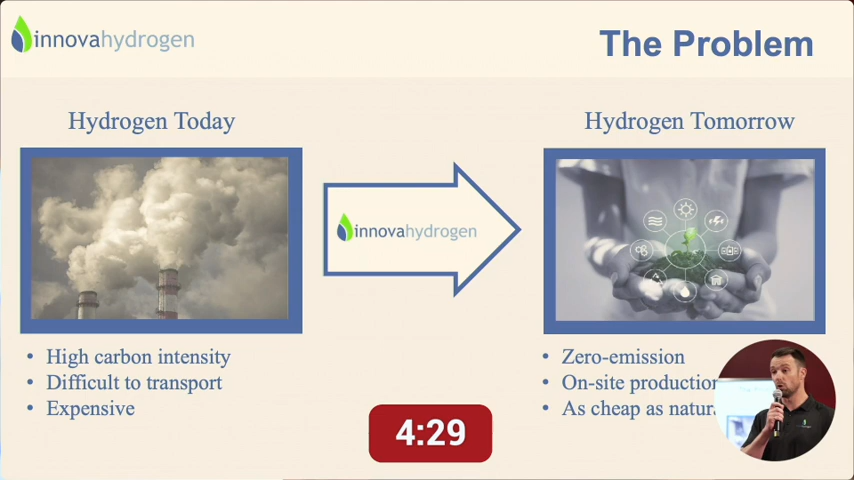 innovahydrogen
The Problem
Hydrogen Today
Hydrogen Tomorrow
innovahydrogen
• High carbon intensity
• Difficult to transport
• Expensive
• Zero-emission
• On-site production
• As cheap as
4:29